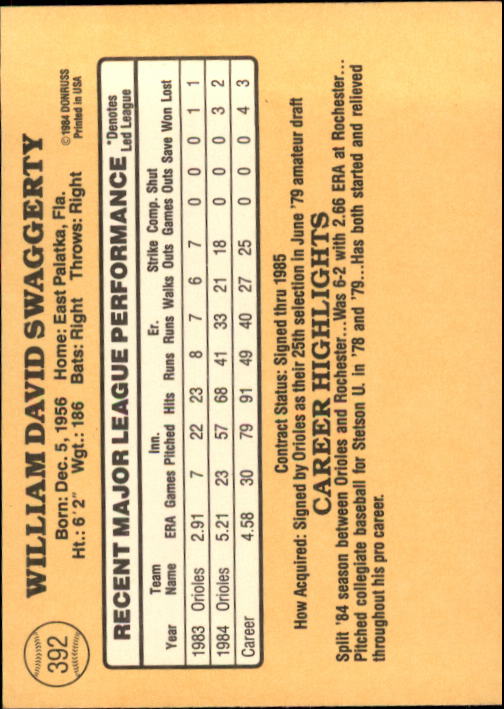 392
WILLIAM DAVID SWAGGERTY
Born: Dec. 5, 1956 Home: East Palatka, Fla.
Ht.: 6'2" Wgt.: 186 Bats: Right Throws: Right
©1984 DONRUSS
Printed in USA
RECENT MAJOR LEAGUE PERFORMANCE
*Denotes
Led League
Team Inn. Er. Strike Comp. Shut
Year Name ERA Games Pitched Hits Runs Runs Walks Outs Games Outs Save Won Lost
1983 Orioles 2.91 7 22 23 8 7 6 7 0 0 0 1 1
1984 Orioles 5.21 23 57 68 41 33 21 18 0 0 0 3 2
Career 4.58 30 79 91 49 40 27 25 0 0 0 4 3
Contract Status: Signed thru 1985
How Acquired: Signed by Orioles as their 25th selection in June '79 amateur draft
CAREER HIGHLIGHTS
Split '84 season between Orioles and Rochester...Was 6-2 with 2.66 ERA at Rochester...
Pitched collegiate baseball for Stetson U. in '78 and '79...Has both started and relieved
throughout his pro career.